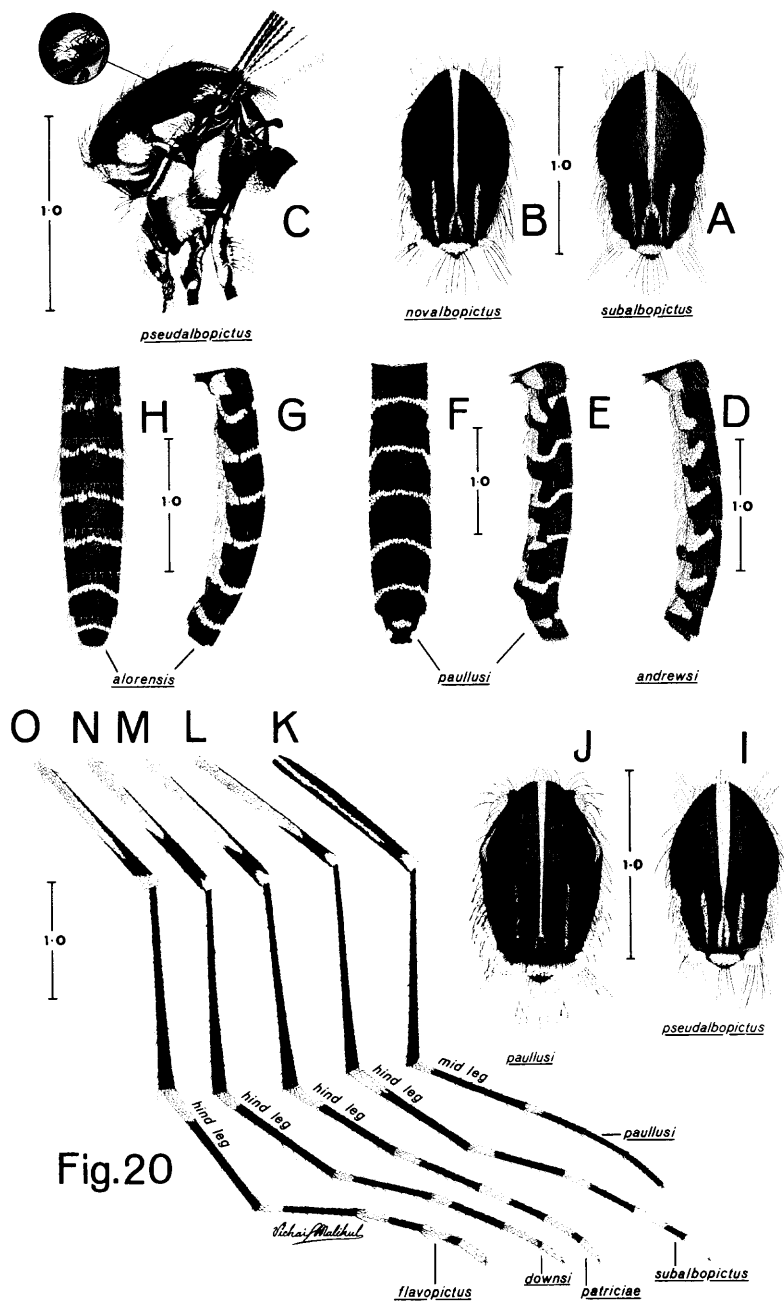 1.0
C
pseudalbopictus
B
novalbopictus
1.0
A
subalbopictus
H
1.0
G
alorensis
F
1.0
E
paullusi
D
1.0
andrewsi
O N M L K
1.0
hind leg
hind leg
hind leg
hind leg
mid leg
paullusi
subalbopictus
patriciae
downsi
flavopictus
Vichai Malikul
Fig.20
J
paullusi
1.0
I
pseudalbopictus